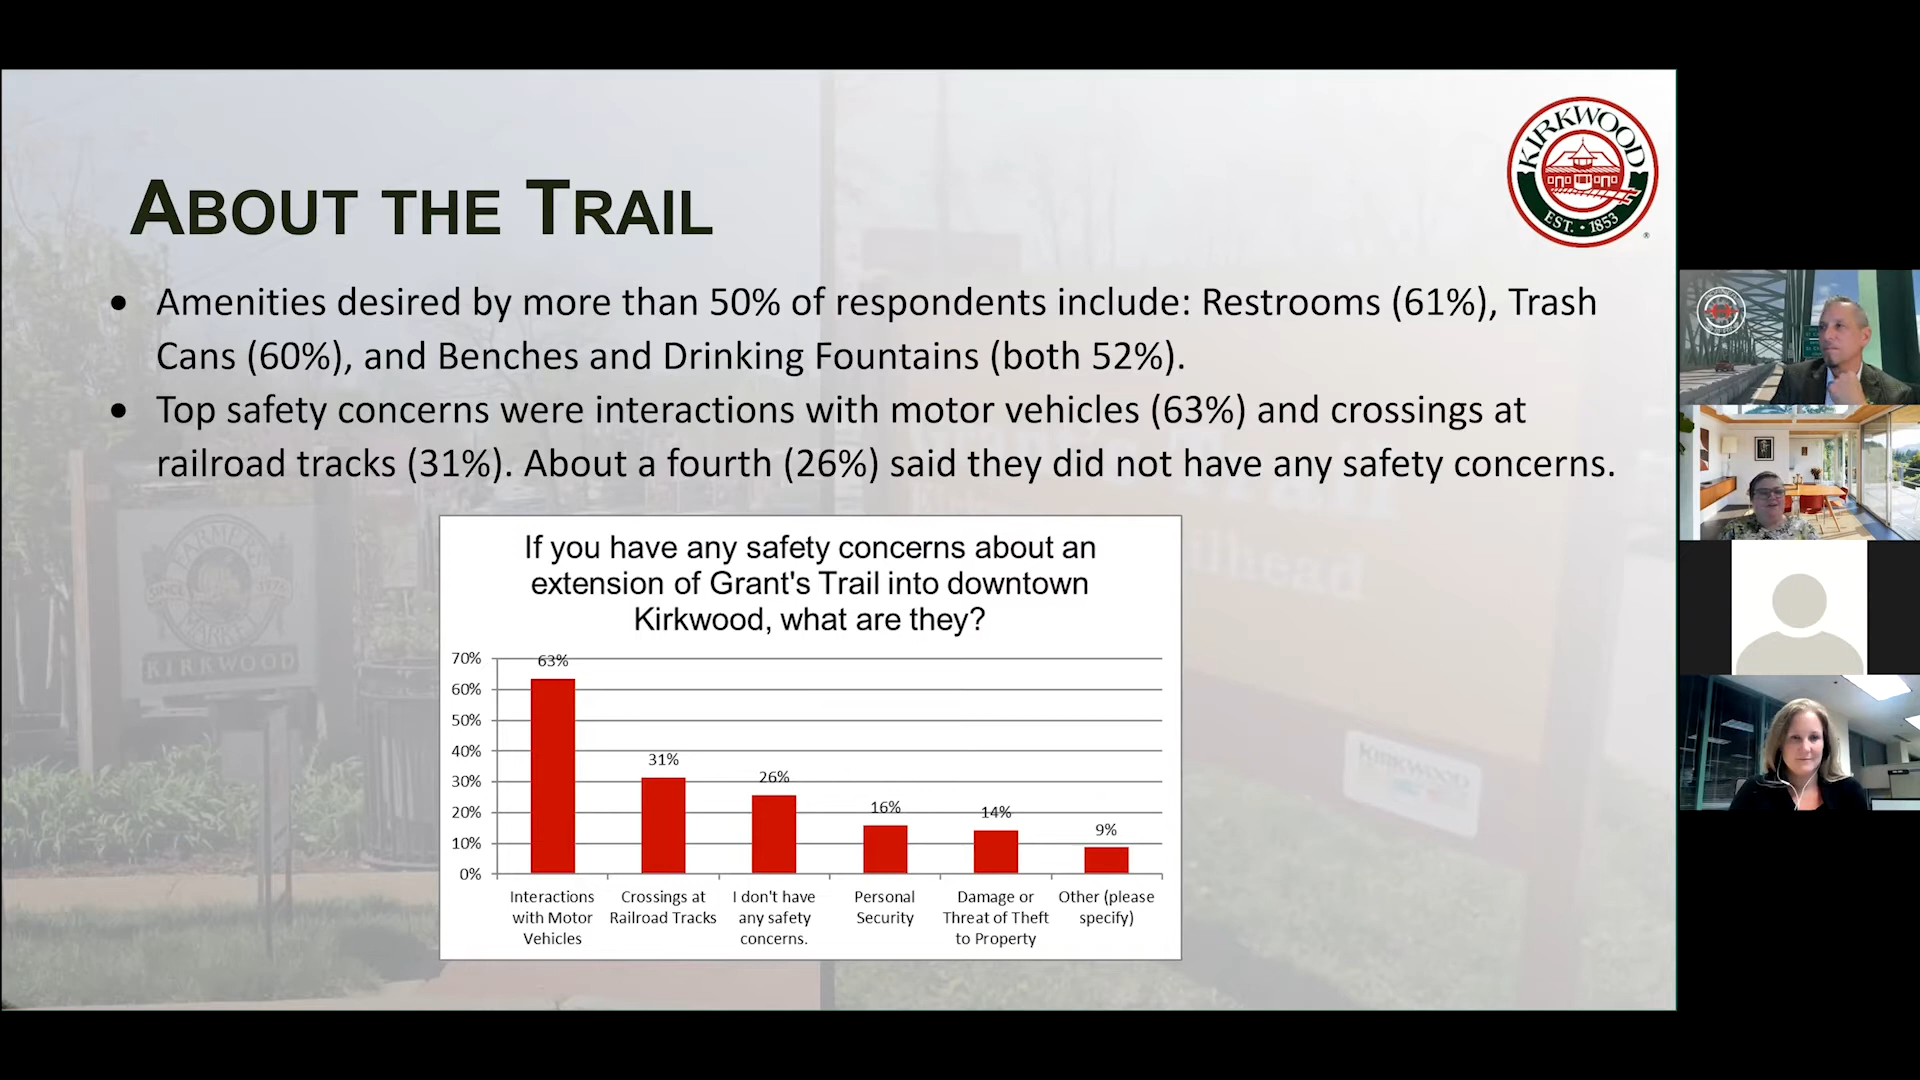 KIRKWOOD
EST. • 1853
®
ABOUT THE TRAIL
• Amenities desired by more than 50% of respondents include: Restrooms (61%), Trash
Cans (60%), and Benches and Drinking Fountains (both 52%).
• Top safety concerns were interactions with motor vehicles (63%) and crossings at
railroad tracks (31%). About a fourth (26%) said they did not have any safety concerns.
If you have any safety concerns about an
extension of Grant's Trail into downtown
Kirkwood, what are they?
70%
60%
50%
40%
30%
20%
10%
0%
63%
31%
26%
16%
14%
9%
Interactions
with Motor
Vehicles
Crossings at
Railroad Tracks
I don't have
any safety
concerns.
Personal
Security
Damage or
Threat of Theft
to Property
Other (please
specify)
FARMERS
MARKET
KIRKWOOD
ilhead
KIRKWOOD